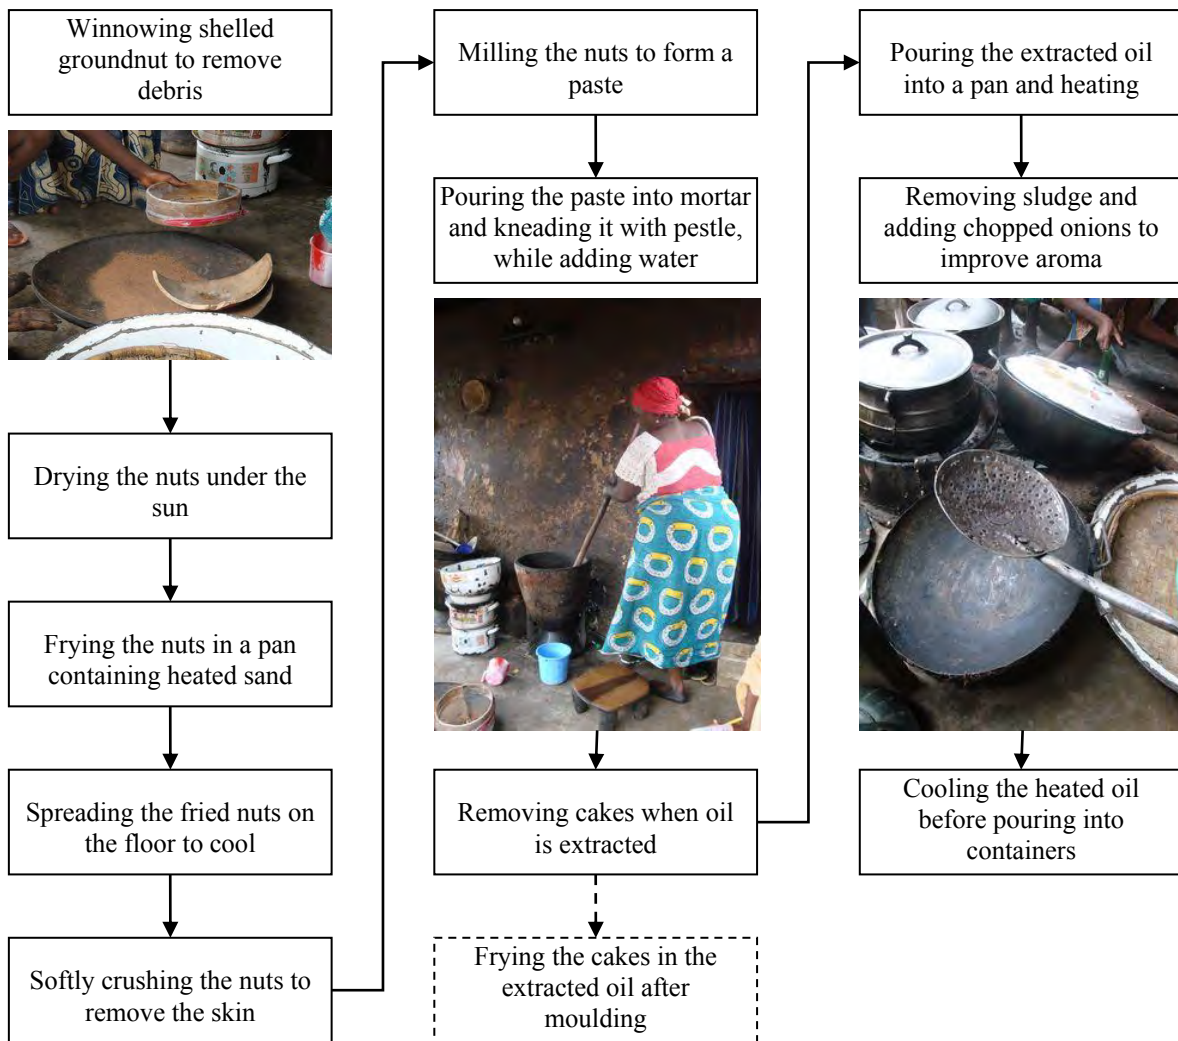 Winnowing shelled
groundnut to remove
debris
Drying the nuts under the
sun
Frying the nuts in a pan
containing heated sand
Spreading the fried nuts on
the floor to cool
Softly crushing the nuts to
remove the skin
Milling the nuts to form a
paste
Pouring the paste into mortar
and kneading it with pestle,
while adding water
Removing cakes when oil
is extracted
Frying the cakes in the
extracted oil after
moulding
Pouring the extracted oil
into a pan and heating
Removing sludge and
adding chopped onions to
improve aroma
Cooling the heated oil
before pouring into
containers